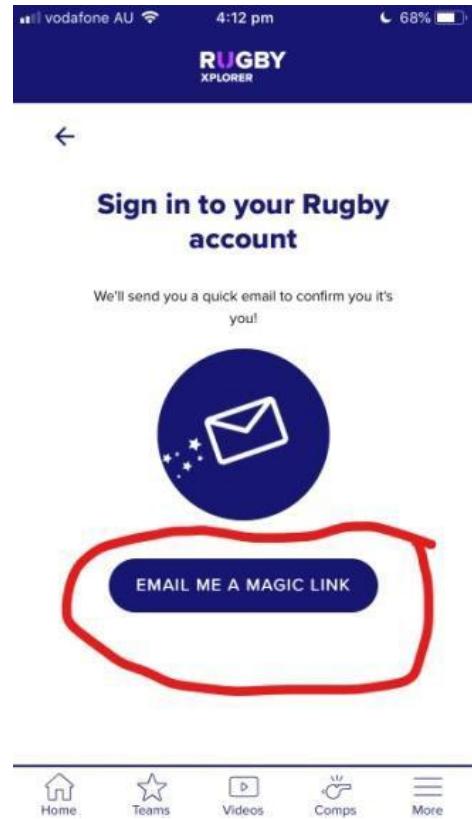 vodafone AU 4:12 pm 68%
RUGBY
XPLORER
Sign in to your Rugby
account
We'll send you a quick email to confirm you it's
you!
EMAIL ME A MAGIC LINK
Home Teams Videos Comps More